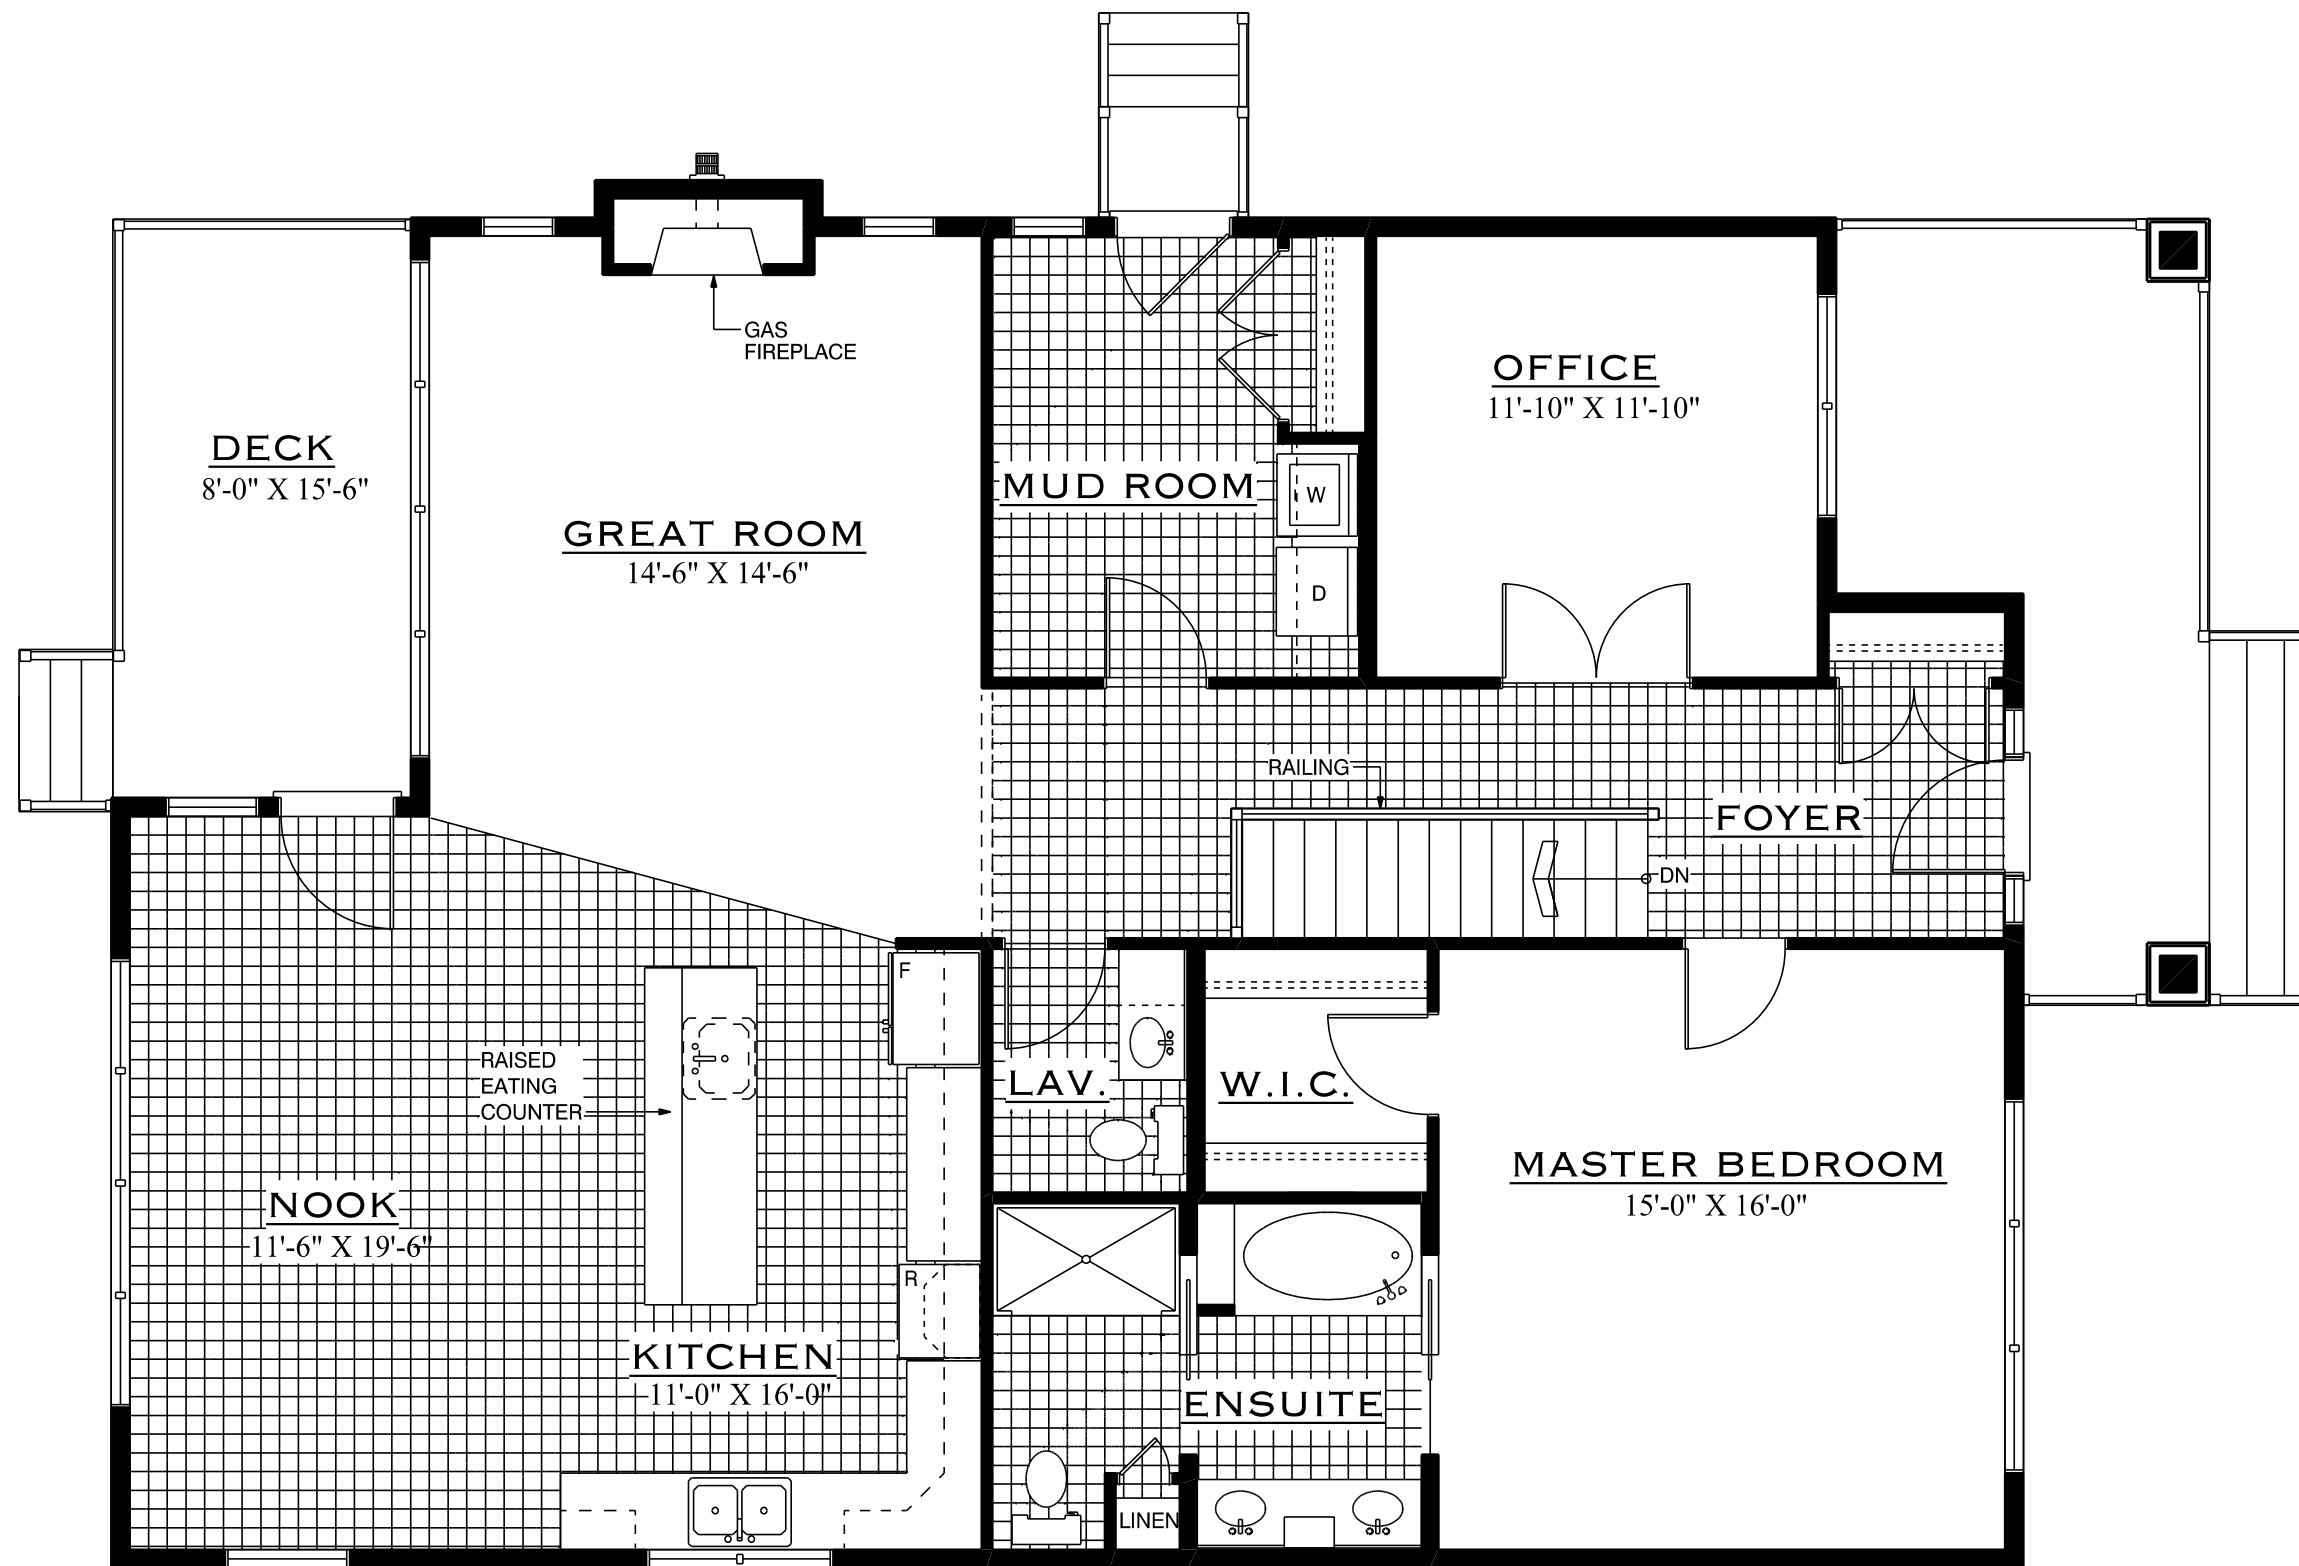 GAS
FIREPLACE
OFFICE
11'-10" X 11'-10"
DECK
8'-0" X 15'-6"
MUD ROOM
W
GREAT ROOM
14'-6" X 14'-6"
D
RAILING
FOYER
DN
F
RAISED
EATING
COUNTER
LAV.
W.I.C.
MASTER BEDROOM
15'-0" X 16'-0"
NOOK
11'-6" X 19'-6"
R
KITCHEN
11'-0" X 16'-0"
ENSUITE
LINEN